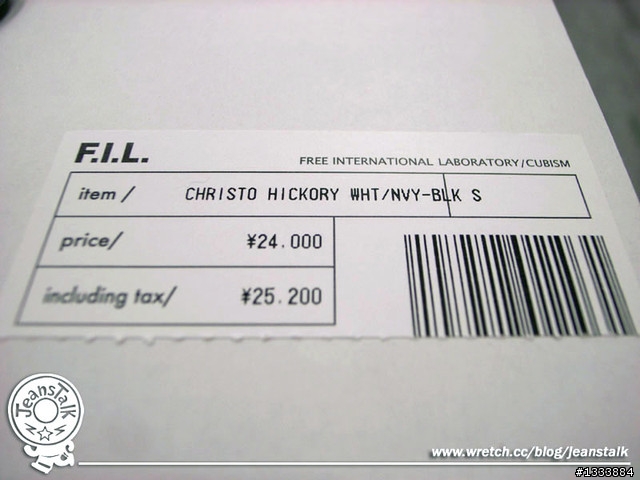 F.I.L.
FREE INTERNATIONAL LABORATORY/CUBISM
item / CHRISTO HICKORY WHT/NVY-BLK S
price/ ¥24.000
including tax/ ¥25.200
JEANSTALK
www.wretch.cc/blog/jeanstalk
#1333884